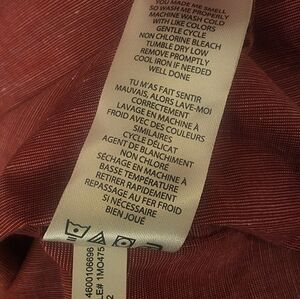 YOU MADE ME SMELL
SO WASH ME PROPERLY
MACHINE WASH COLD
WITH LIKE COLORS
GENTLE CYCLE
NON CHLORINE BLEACH
TUMBLE DRY LOW
REMOVE PROMPTLY
COOL IRON IF NEEDED
WELL DONE
TU M'AS FAIT SENTIR
MAUVAIS, ALORS LAVE-MOI
CORRECTEMENT
LAVAGE EN MACHINE À
FROID AVEC DES COULEURS
SIMILAIRES
CYCLE DÉLICAT
AGENT DE BLANCHIMENT
NON CHLORÉ
SÉCHAGE EN MACHINE À
BASSE TEMPÉRATURE
RETIRER RAPIDEMENT
REPASSAGE AU FER FROID
SI NÉCESSAIRE
BIEN JOUÉ
4600106696
LE# 1MO475